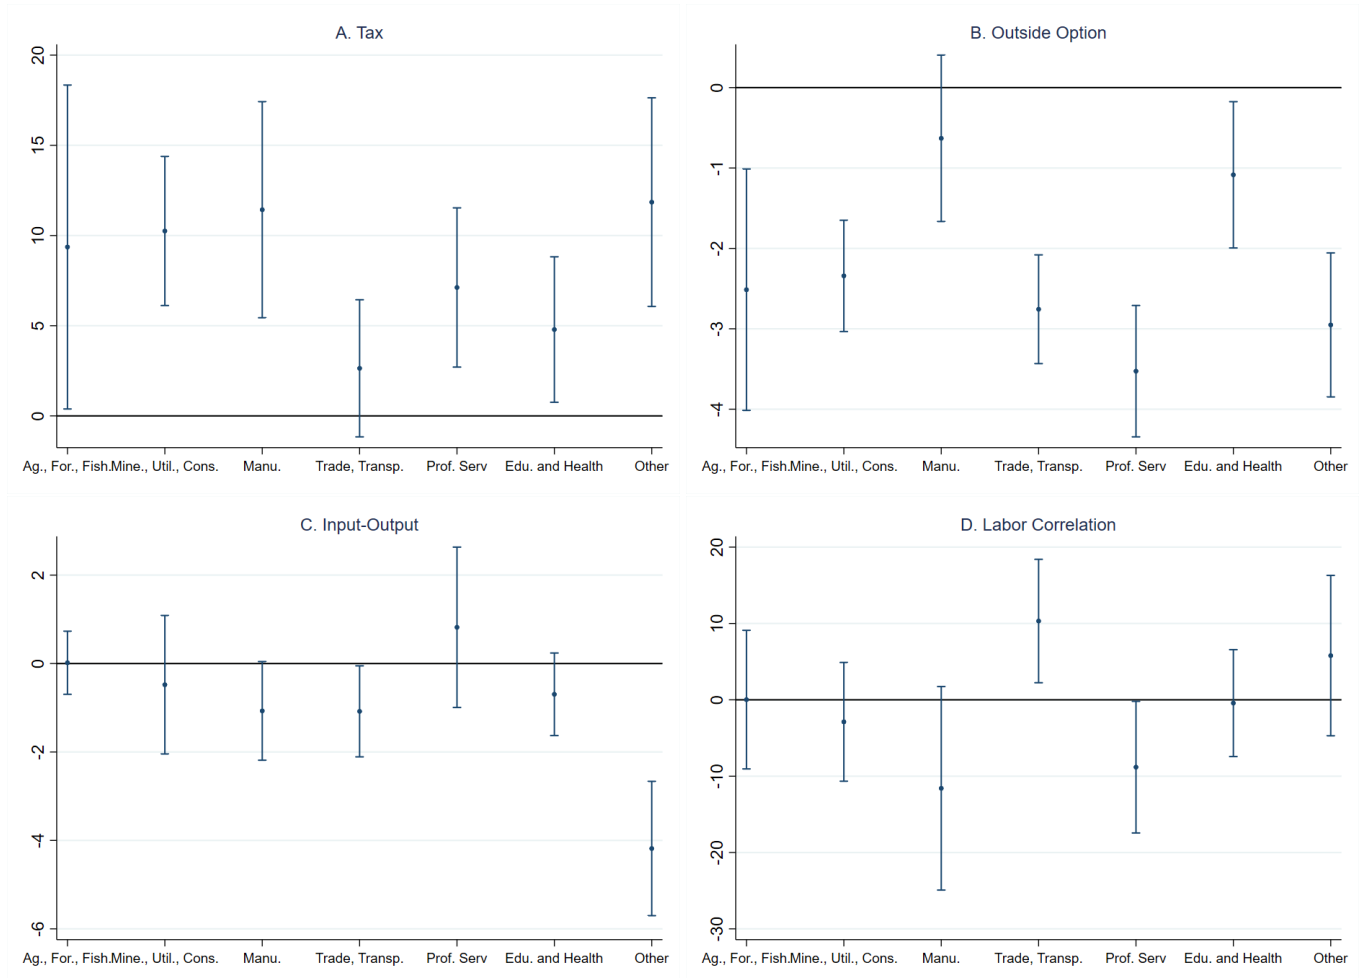 A. Tax
20
15
10
5
0
Ag., For., Fish. Mine., Util., Cons. Manu. Trade, Transp. Prof. Serv Edu. and Health Other
B. Outside Option
0
-1
-2
-3
-4
Ag., For., Fish. Mine., Util., Cons. Manu. Trade, Transp. Prof. Serv Edu. and Health Other
C. Input-Output
2
0
-2
-4
-6
Ag., For., Fish. Mine., Util., Cons. Manu. Trade, Transp. Prof. Serv Edu. and Health Other
D. Labor Correlation
20
10
0
-10
-20
-30
Ag., For., Fish. Mine., Util., Cons. Manu. Trade, Transp. Prof. Serv Edu. and Health Other